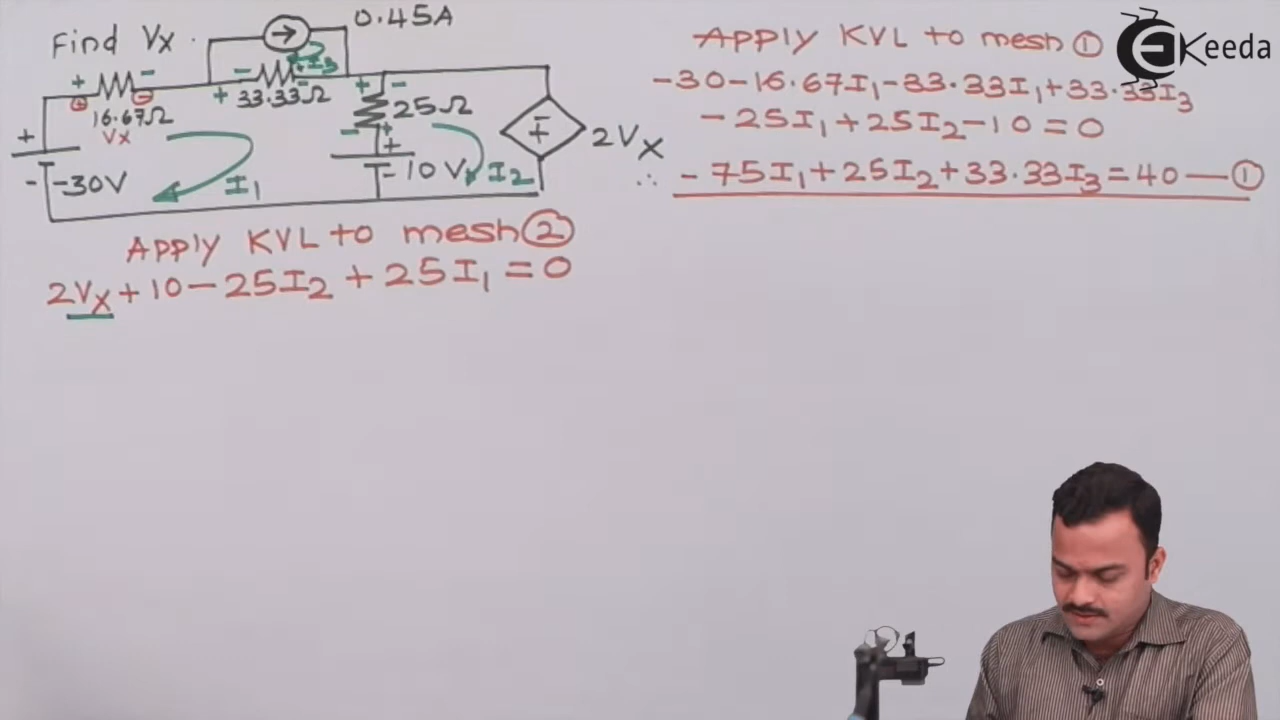 Find Vx.
0.45A
+ -
- I3
16.67Ω
+ 33.33Ω -
Vx
+ -
25Ω
- +
+
-
-30V
I1
+
10 V
I2
- +
2Vx
Apply KVL to mesh ②
2Vx + 10 - 25I2 + 25I1 = 0
Apply KVL to mesh ①
-30-16.67I1-33.33I1+33.33I3
-25I1+25I2-10=0
∴ -75I1+25I2+33.33I3=40 — ①
EKeeda